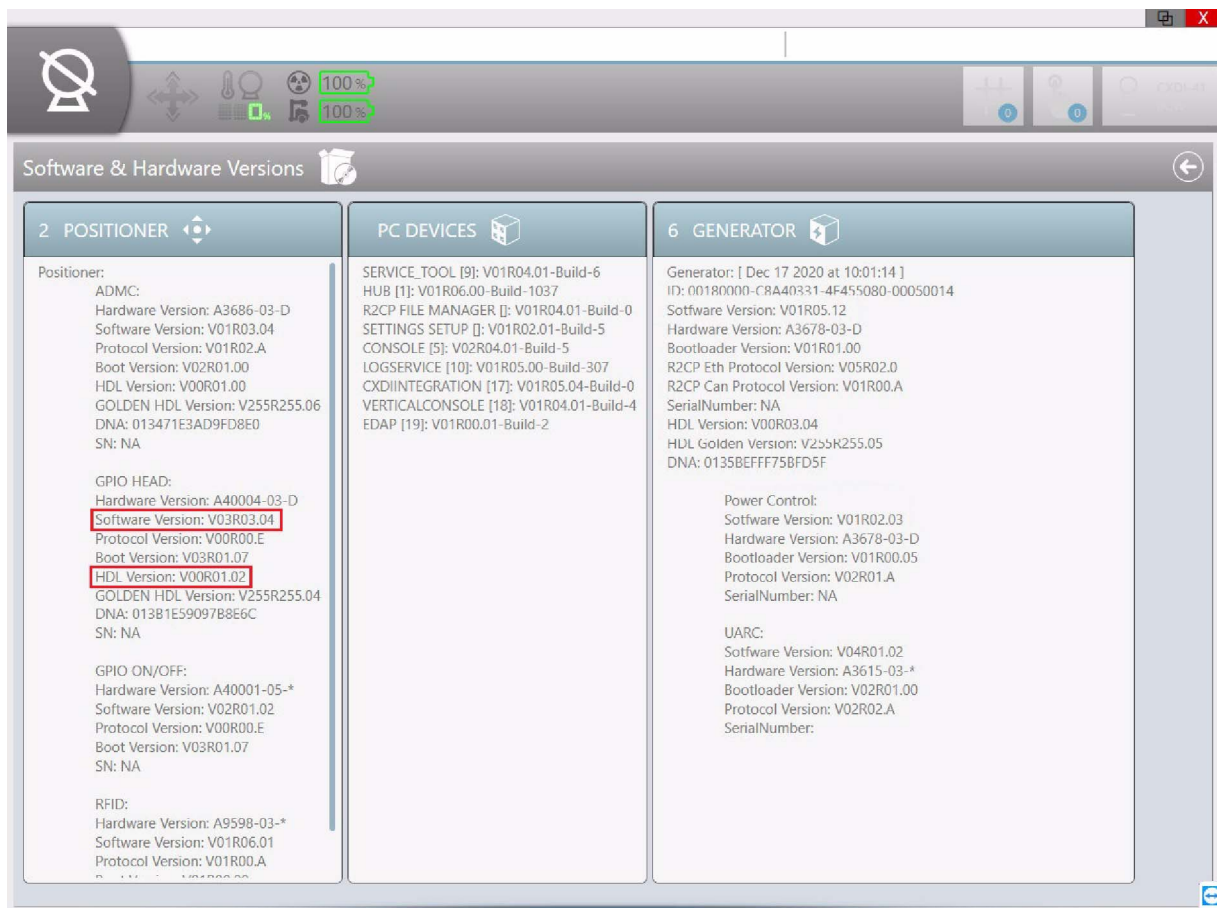 X
100 %
0%
100 %
0
0
Software & Hardware Versions
2 POSITIONER
Positioner:
ADMC:
Hardware Version: A3686-03-D
Software Version: V01R03.04
Protocol Version: V01R02.A
Boot Version: V02R01.00
HDL Version: V00R01.00
GOLDEN HDL Version: V255R255.06
DNA: 013471E3AD9FD8E0
SN: NA
GPIO HEAD:
Hardware Version: A40004-03-D
Software Version: V03R03.04
Protocol Version: V00R00.E
Boot Version: V03R01.07
HDL Version: V00R01.02
GOLDEN HDL Version: V255R255.04
DNA: 013B1E59097B8E6C
SN: NA
GPIO ON/OFF:
Hardware Version: A40001-05-*
Software Version: V02R01.02
Protocol Version: V00R00.E
Boot Version: V03R01.07
SN: NA
RFID:
Hardware Version: A9598-03-*
Software Version: V01R06.01
Protocol Version: V01R00.A
PC DEVICES
SERVICE_TOOL [9]: V01R04.01-Build-6
HUB [1]: V01R06.00-Build-1037
R2CP FILE MANAGER []: V01R04.01-Build-0
SETTINGS SETUP []: V01R02.01-Build-5
CONSOLE [5]: V02R04.01-Build-5
LOGSERVICE [10]: V01R05.00-Build-307
CXDIINTEGRATION [17]: V01R05.04-Build-0
VERTICALCONSOLE [18]: V01R04.01-Build-4
EDAP [19]: V01R00.01-Build-2
6 GENERATOR
Generator: [ Dec 17 2020 at 10:01:14 ]
ID: 00180000-C8A40331-4F455080-00050014
Software Version: V01R05.12
Hardware Version: A3678-03-D
Bootloader Version: V01R01.00
R2CP Eth Protocol Version: V05R02.0
R2CP Can Protocol Version: V01R00.A
SerialNumber: NA
HDL Version: V00R03.04
HDL Golden Version: V255R255.05
DNA: 0135BEFFF75BFD5F
Power Control:
Software Version: V01R02.03
Hardware Version: A3678-03-D
Bootloader Version: V01R00.05
Protocol Version: V02R01.A
SerialNumber: NA
UARC:
Software Version: V04R01.02
Hardware Version: A3615-03-*
Bootloader Version: V02R01.00
Protocol Version: V02R02.A
SerialNumber: